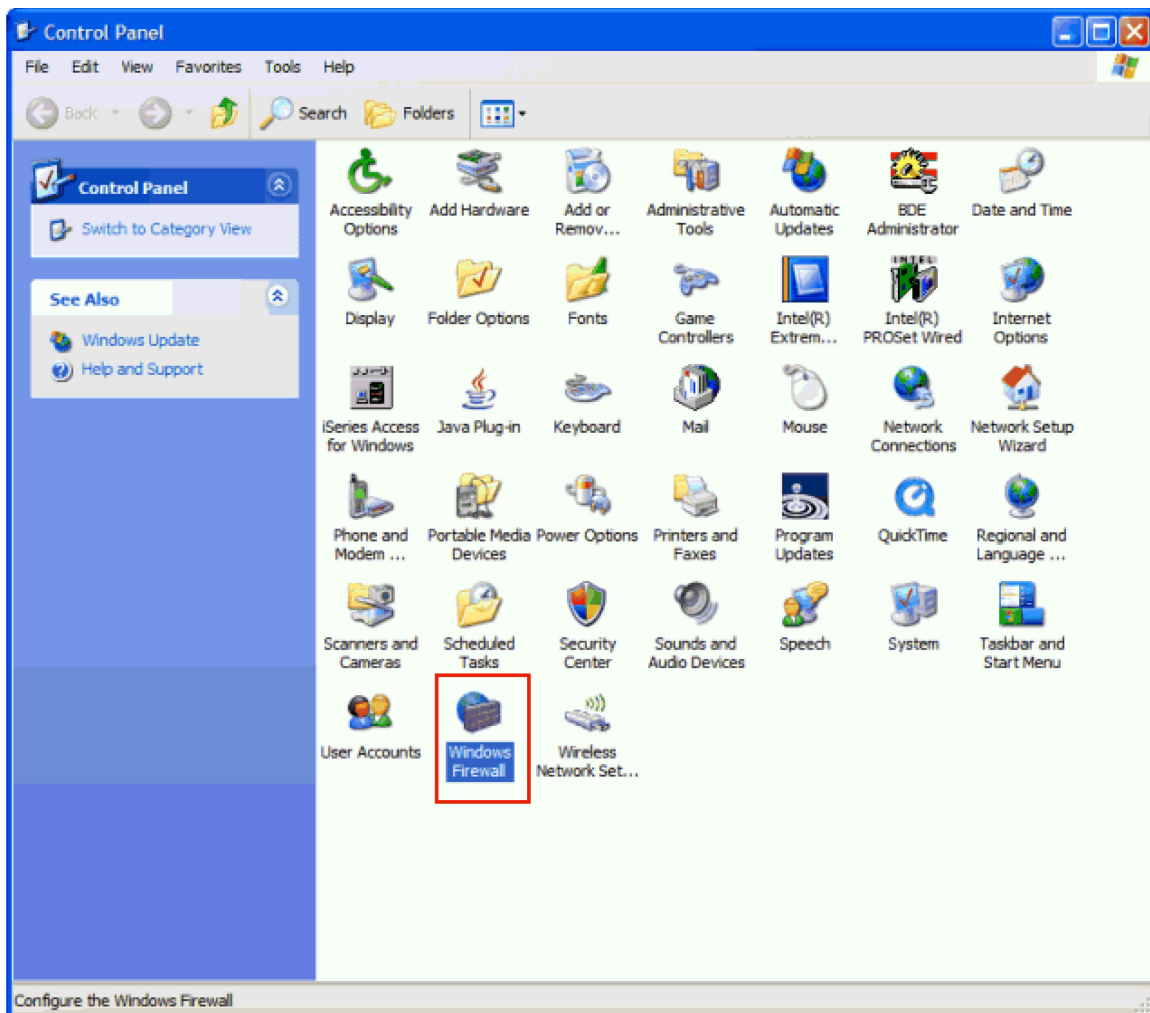 Control Panel
File Edit View Favorites Tools Help
Back Search Folders
Control Panel
Switch to Category View
See Also
Windows Update
Help and Support
Accessibility Options
Add Hardware
Add or Remov...
Administrative Tools
Automatic Updates
BDE Administrator
Date and Time
Display
Folder Options
Fonts
Game Controllers
Intel(R) Extrem...
INTEL
Intel(R) PROSet Wired
Internet Options
iSeries Access for Windows
Java Plug-in
Keyboard
Mail
Mouse
Network Connections
Network Setup Wizard
Phone and Modem ...
Portable Media Devices
Power Options
Printers and Faxes
Program Updates
QuickTime
Regional and Language ...
Scanners and Cameras
Scheduled Tasks
Security Center
Sounds and Audio Devices
Speech
System
Taskbar and Start Menu
User Accounts
Windows Firewall
Wireless Network Set...
Configure the Windows Firewall